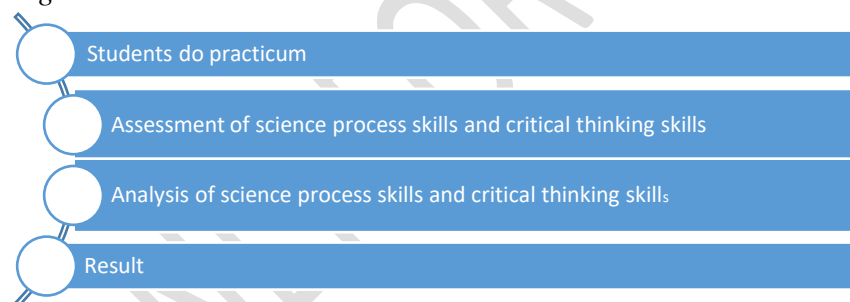 Students do practicum
Assessment of science process skills and critical thinking skills
Analysis of science process skills and critical thinking skills
Result